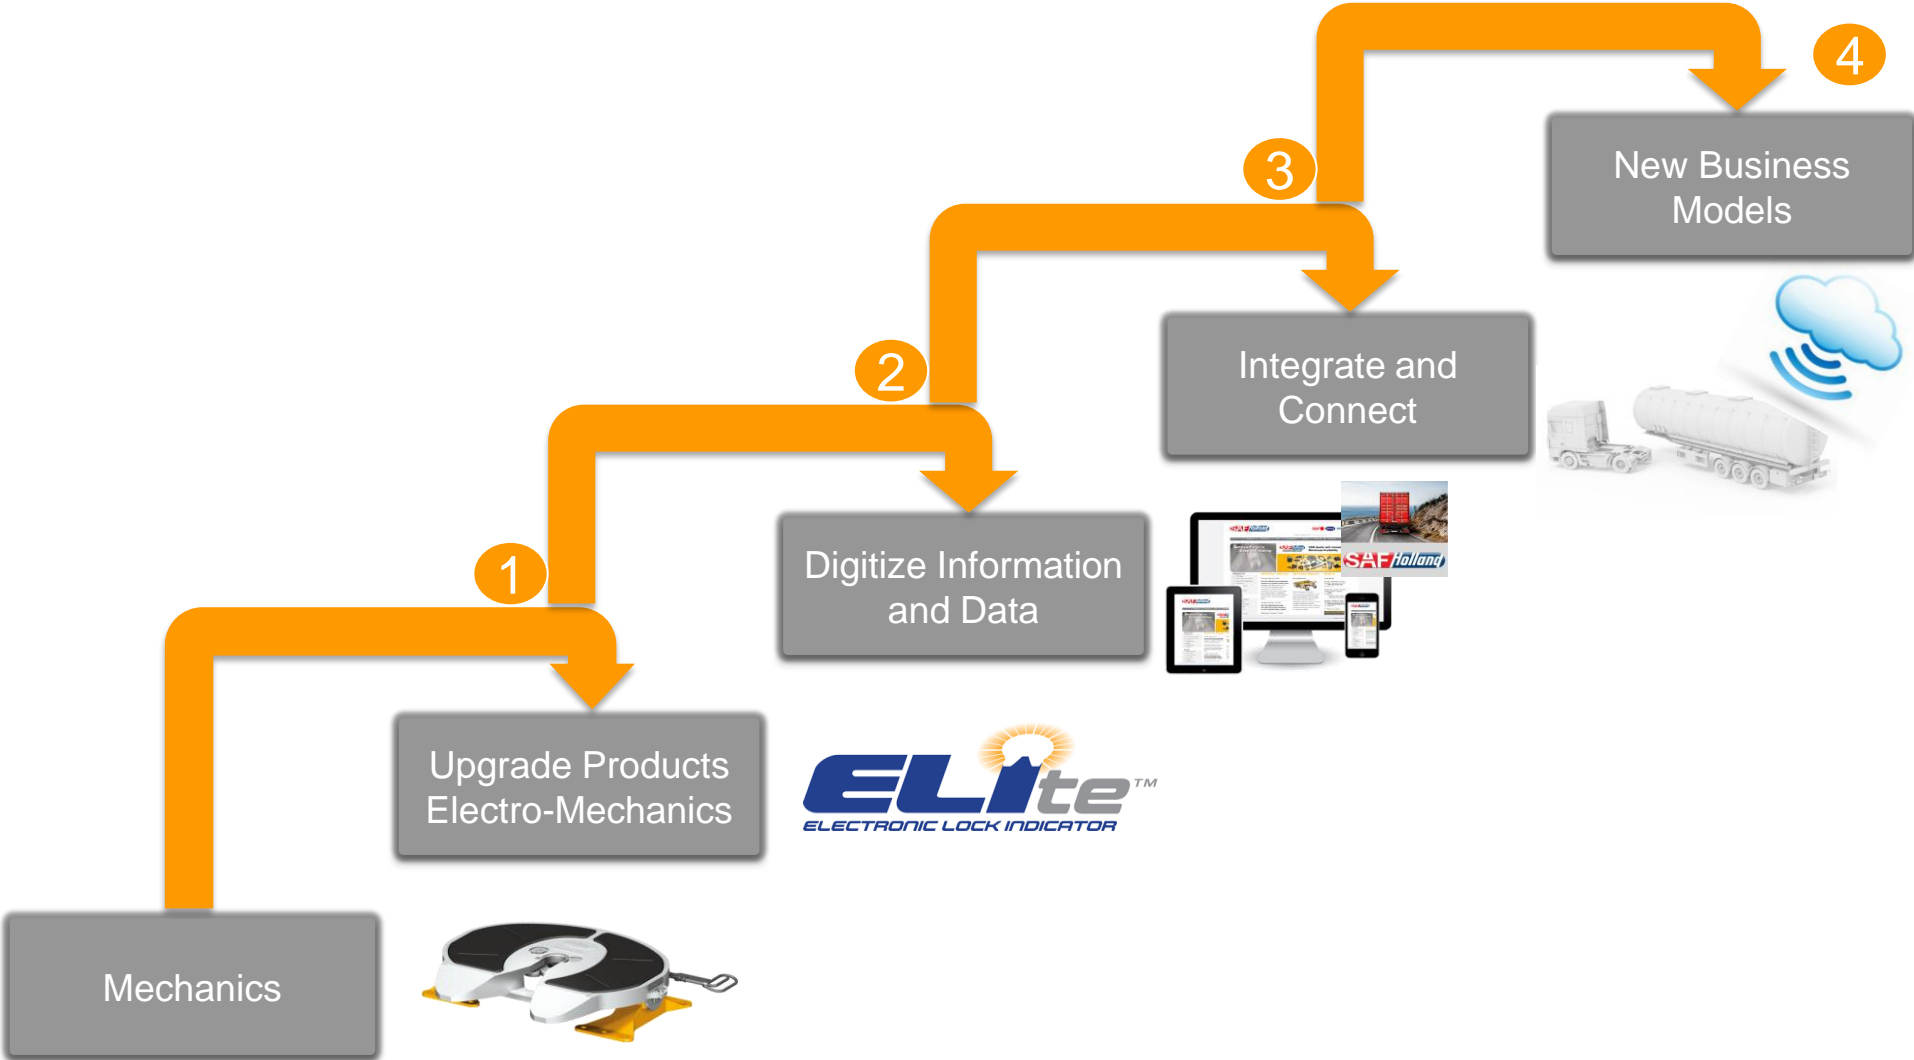 4
New Business
Models
3
Integrate and
Connect
2
Digitize Information
and Data
SAF Holland
1
Upgrade Products
Electro-Mechanics
ELIte™
ELECTRONIC LOCK INDICATOR
Mechanics